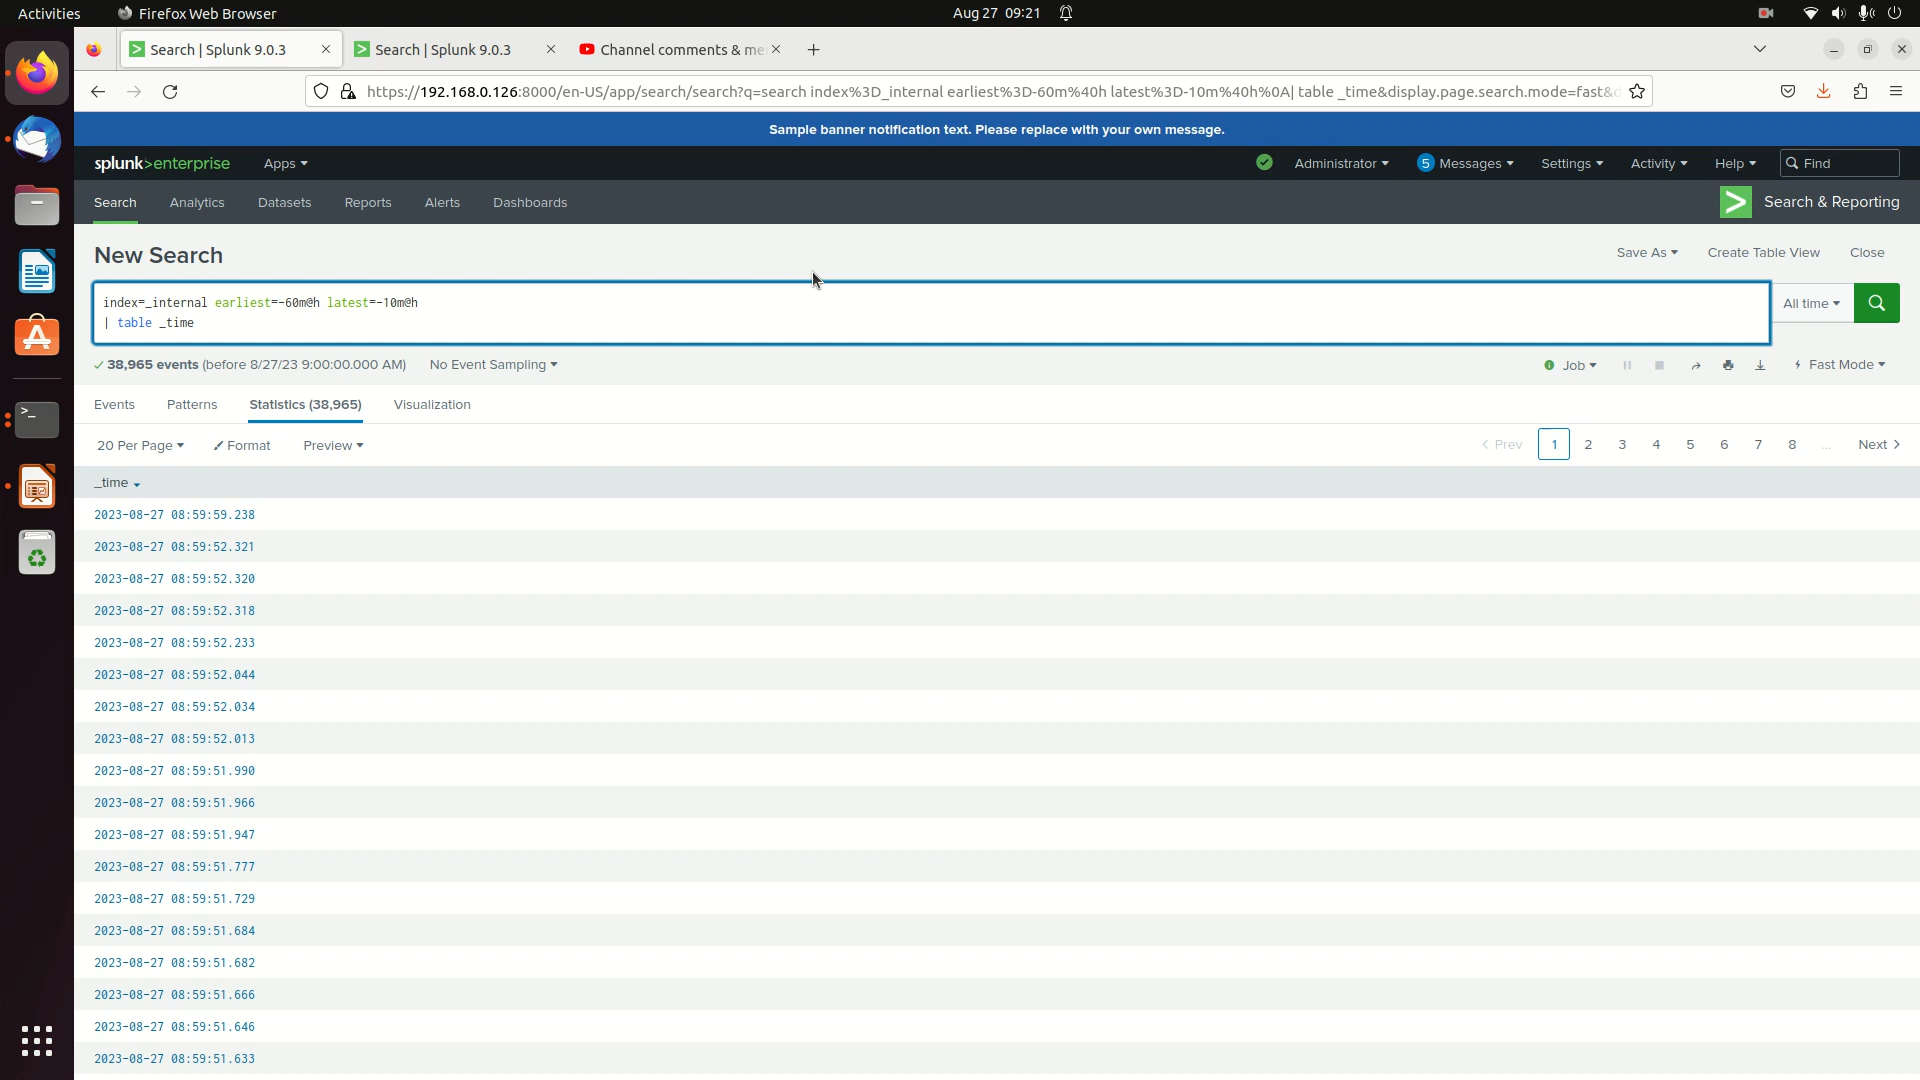 Activities Firefox Web Browser Aug 27 09:21
Search | Splunk 9.0.3 Search | Splunk 9.0.3 Channel comments & me
https://192.168.0.126:8000/en-US/app/search/search?q=search index%3D_internal earliest%3D-60m%40h latest%3D-10m%40h%0A| table _time&display.page.search.mode=fast&
Sample banner notification text. Please replace with your own message.
splunk>enterprise Apps Administrator 5 Messages Settings Activity Help Find
Search Analytics Datasets Reports Alerts Dashboards > Search & Reporting
New Search Save As Create Table View Close
index=_internal earliest=-60m@h latest=-10m@h All time
| table _time
38,965 events (before 8/27/23 9:00:00.000 AM) No Event Sampling Job Fast Mode
Events Patterns Statistics (38,965) Visualization
20 Per Page Format Preview < Prev 1 2 3 4 5 6 7 8 ... Next >
_time
2023-08-27 08:59:59.238
2023-08-27 08:59:52.321
2023-08-27 08:59:52.320
2023-08-27 08:59:52.318
2023-08-27 08:59:52.233
2023-08-27 08:59:52.044
2023-08-27 08:59:52.034
2023-08-27 08:59:52.013
2023-08-27 08:59:51.990
2023-08-27 08:59:51.966
2023-08-27 08:59:51.947
2023-08-27 08:59:51.777
2023-08-27 08:59:51.729
2023-08-27 08:59:51.684
2023-08-27 08:59:51.682
2023-08-27 08:59:51.666
2023-08-27 08:59:51.646
2023-08-27 08:59:51.633